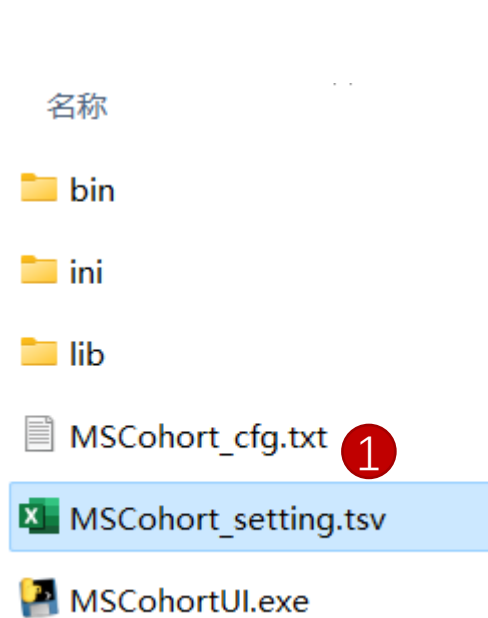 名称
bin
ini
lib
MSCohort_cfg.txt
1
MSCohort_setting.tsv
MSCohortUI.exe